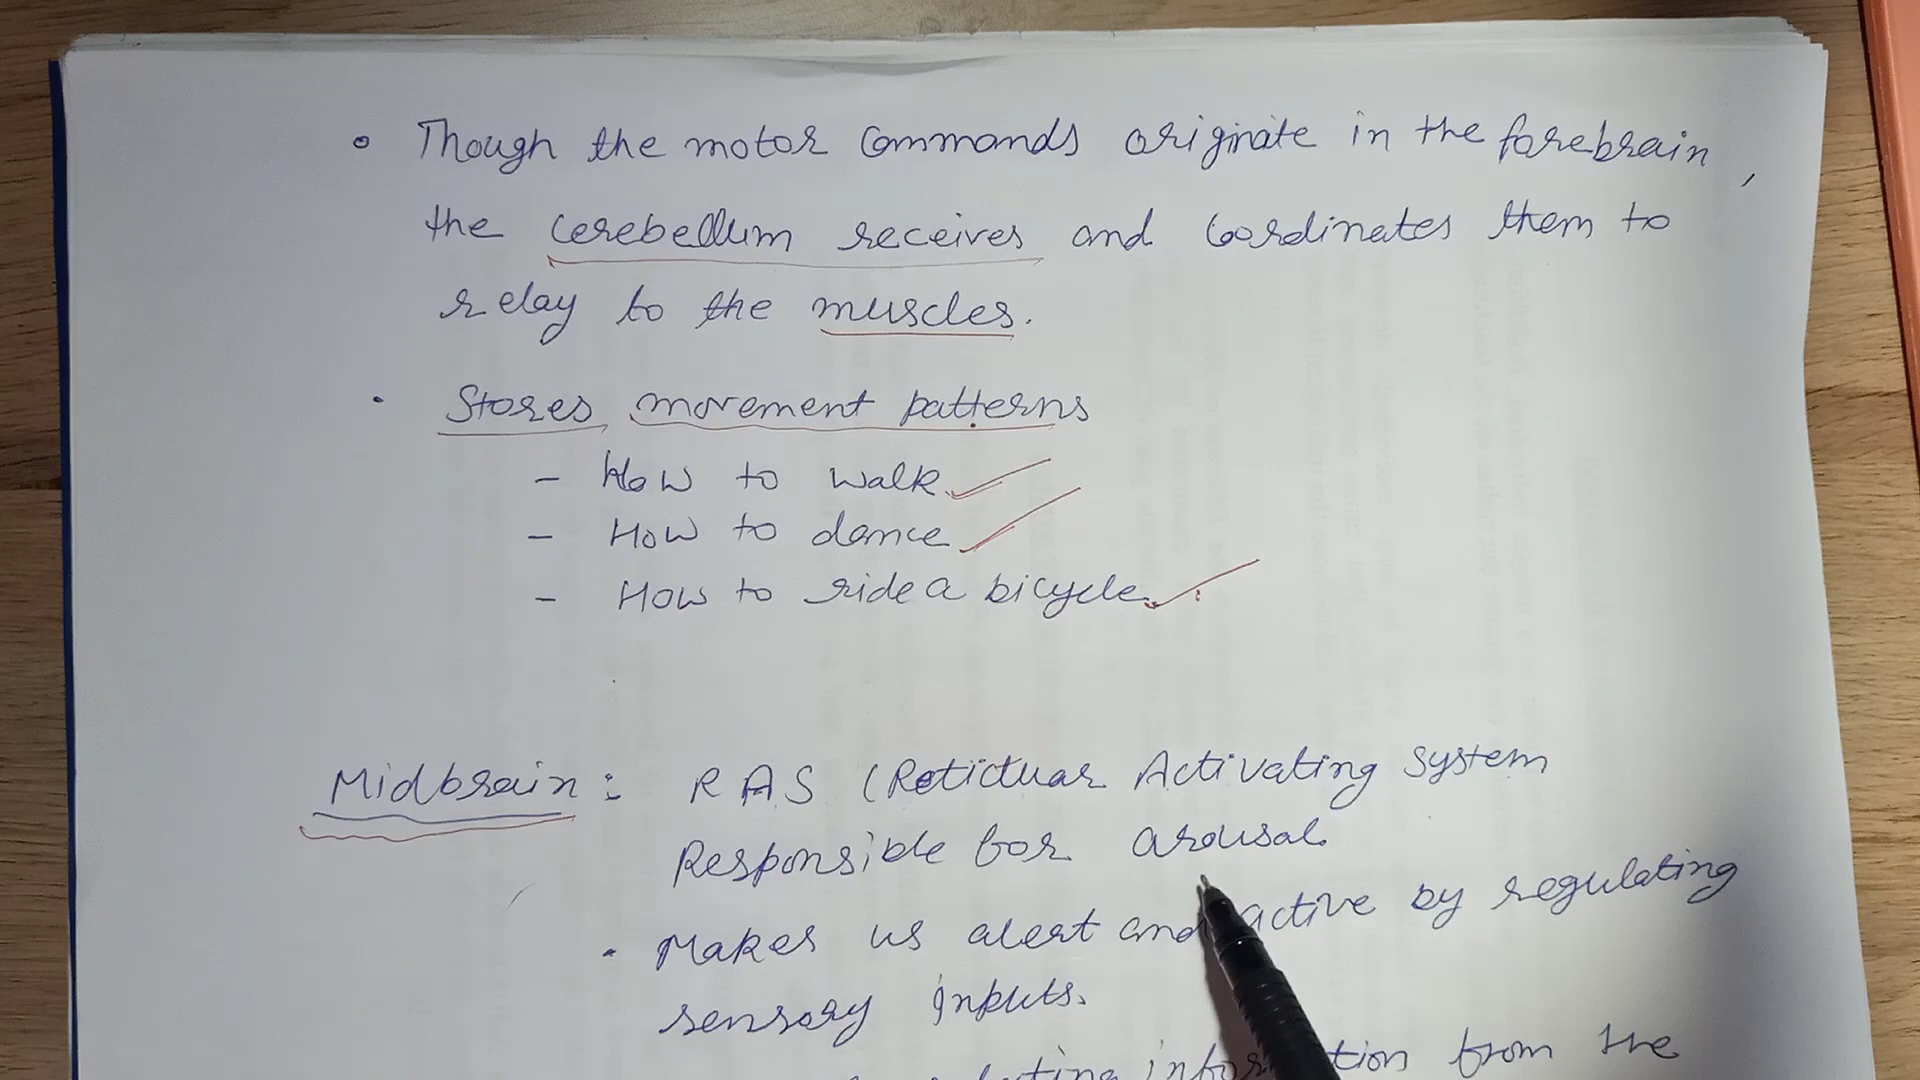 • Though the motor commands originate in the forebrain,
the cerebellum receives and coordinates them to
relay to the muscles.
• Stores movement patterns
- How to walk
- How to dance
- How to ride a bicycle.
Midbrain: RAS (Reticular Activating System
Responsible for arousal.
• Makes us alert and active by regulating
sensory inputs.
from the